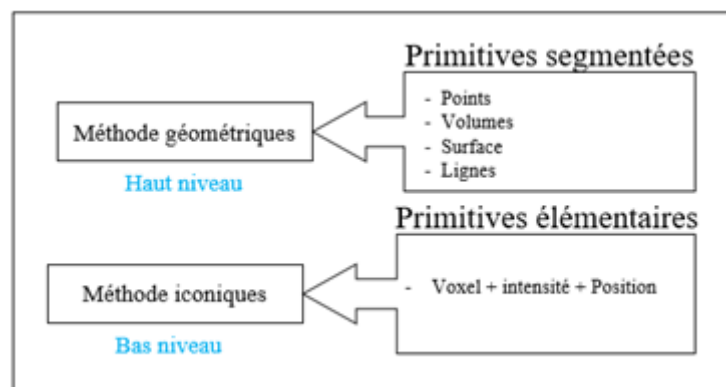 Primitives segmentées
- Points
- Volumes
- Surface
- Lignes
Méthode géométriques
Haut niveau
Primitives élémentaires
- Voxel + intensité + Position
Méthode iconiques
Bas niveau